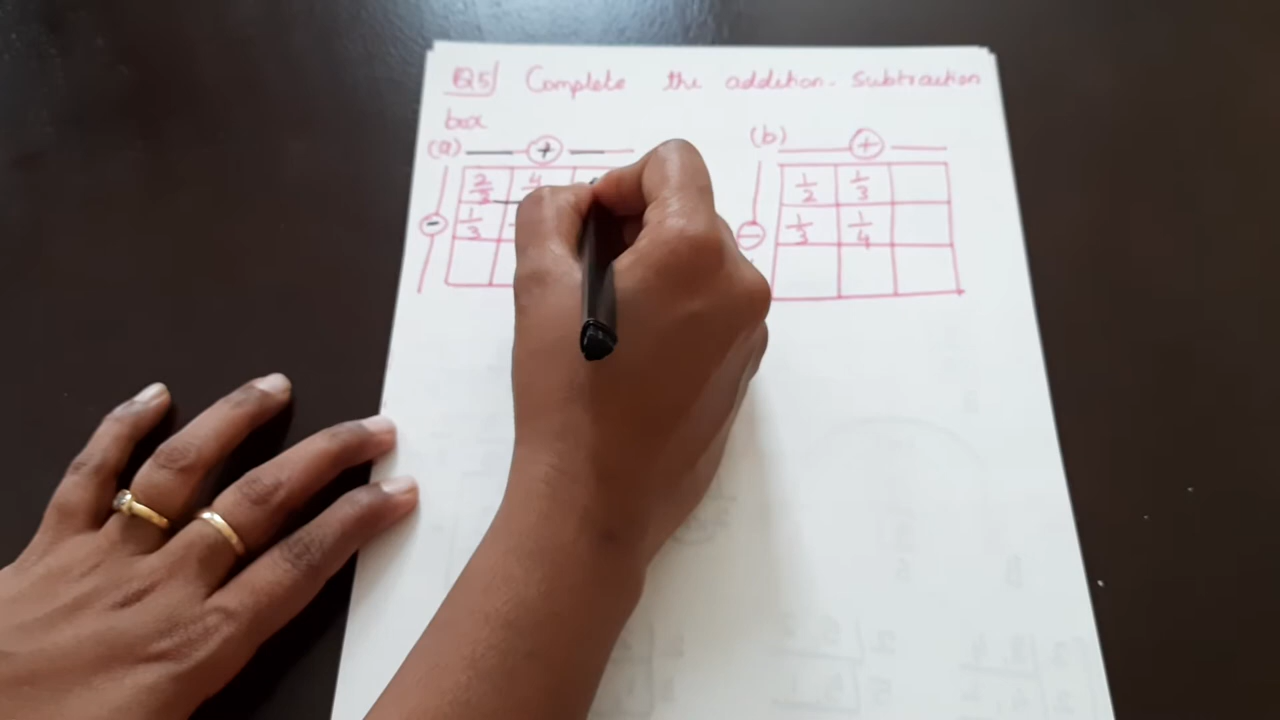 Q5 Complete the addition-subtraction
box
(a) +
2/3 4
- 1/3
(b) +
1/2 1/3
- 1/3 1/4